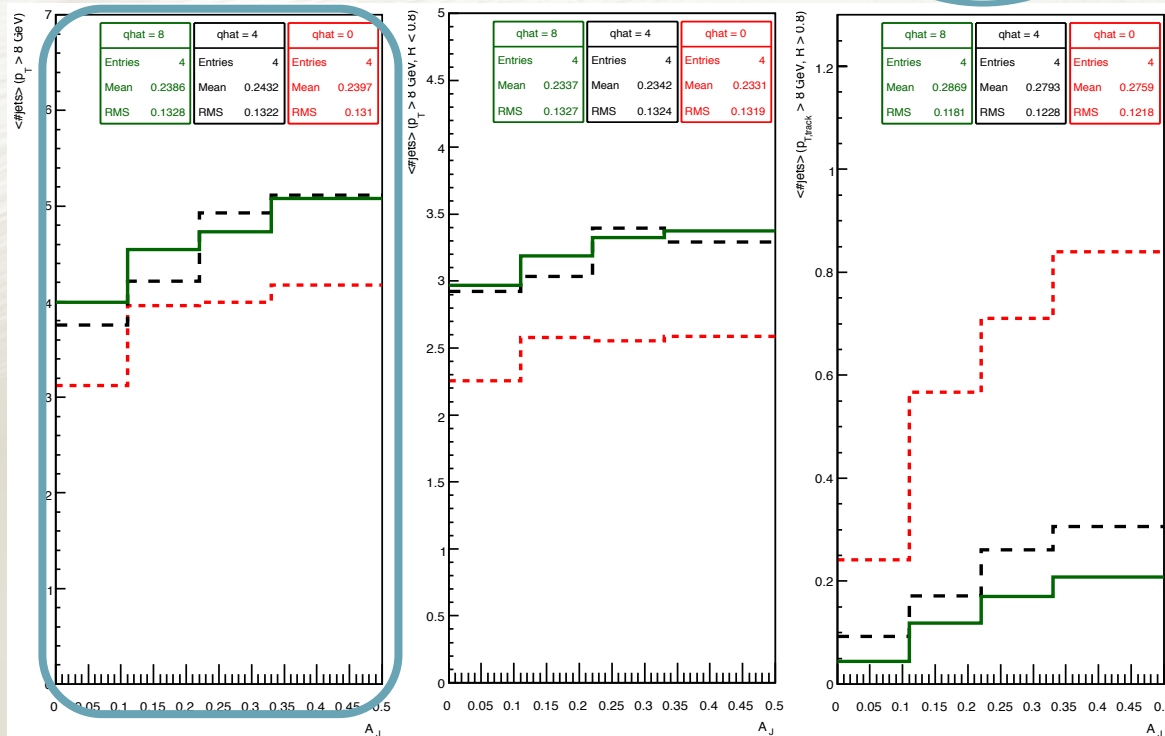 <#jets> (p_T > 8 GeV)
7
6
5
4
3
2
1
0
qhat = 8
Entries 4
Mean 0.2386
RMS 0.1328
qhat = 4
Entries 4
Mean 0.2432
RMS 0.1322
qhat = 0
Entries 4
Mean 0.2397
RMS 0.131
0 0.05 0.1 0.15 0.2 0.25 0.3 0.35 0.4 0.45 0.5
A_J
<#jets> (p_T > 8 GeV, R < 0.8)
5
4.5
4
3.5
3
2.5
2
1.5
1
0.5
0
qhat = 8
Entries 4
Mean 0.2337
RMS 0.1327
qhat = 4
Entries 4
Mean 0.2342
RMS 0.1324
qhat = 0
Entries 4
Mean 0.2331
RMS 0.1319
0 0.05 0.1 0.15 0.2 0.25 0.3 0.35 0.4 0.45 0.5
A_J
<#jets> (p_T,track > 8 GeV, R > 0.8)
1.2
1
0.8
0.6
0.4
0.2
0
qhat = 8
Entries 4
Mean 0.2869
RMS 0.1181
qhat = 4
Entries 4
Mean 0.2793
RMS 0.1228
qhat = 0
Entries 4
Mean 0.2759
RMS 0.1218
0 0.05 0.1 0.15 0.2 0.25 0.3 0.35 0.4 0.45 0.
A_J